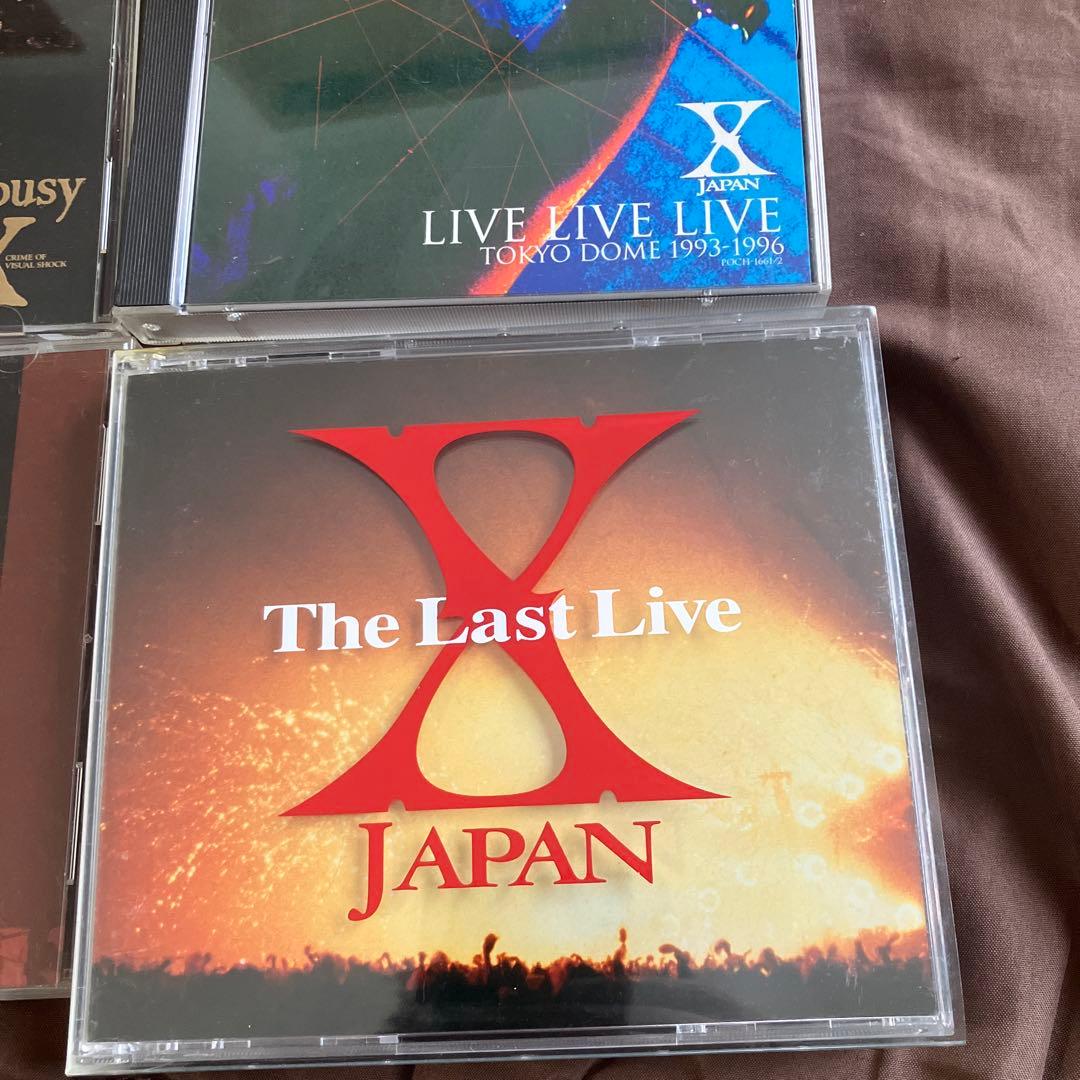 ousy
X
CRIME OF
VISUAL SHOCK
X
JAPAN
LIVE LIVE LIVE
TOKYO DOME 1993-1996
POCH-1661/2
X
The Last Live
JAPAN